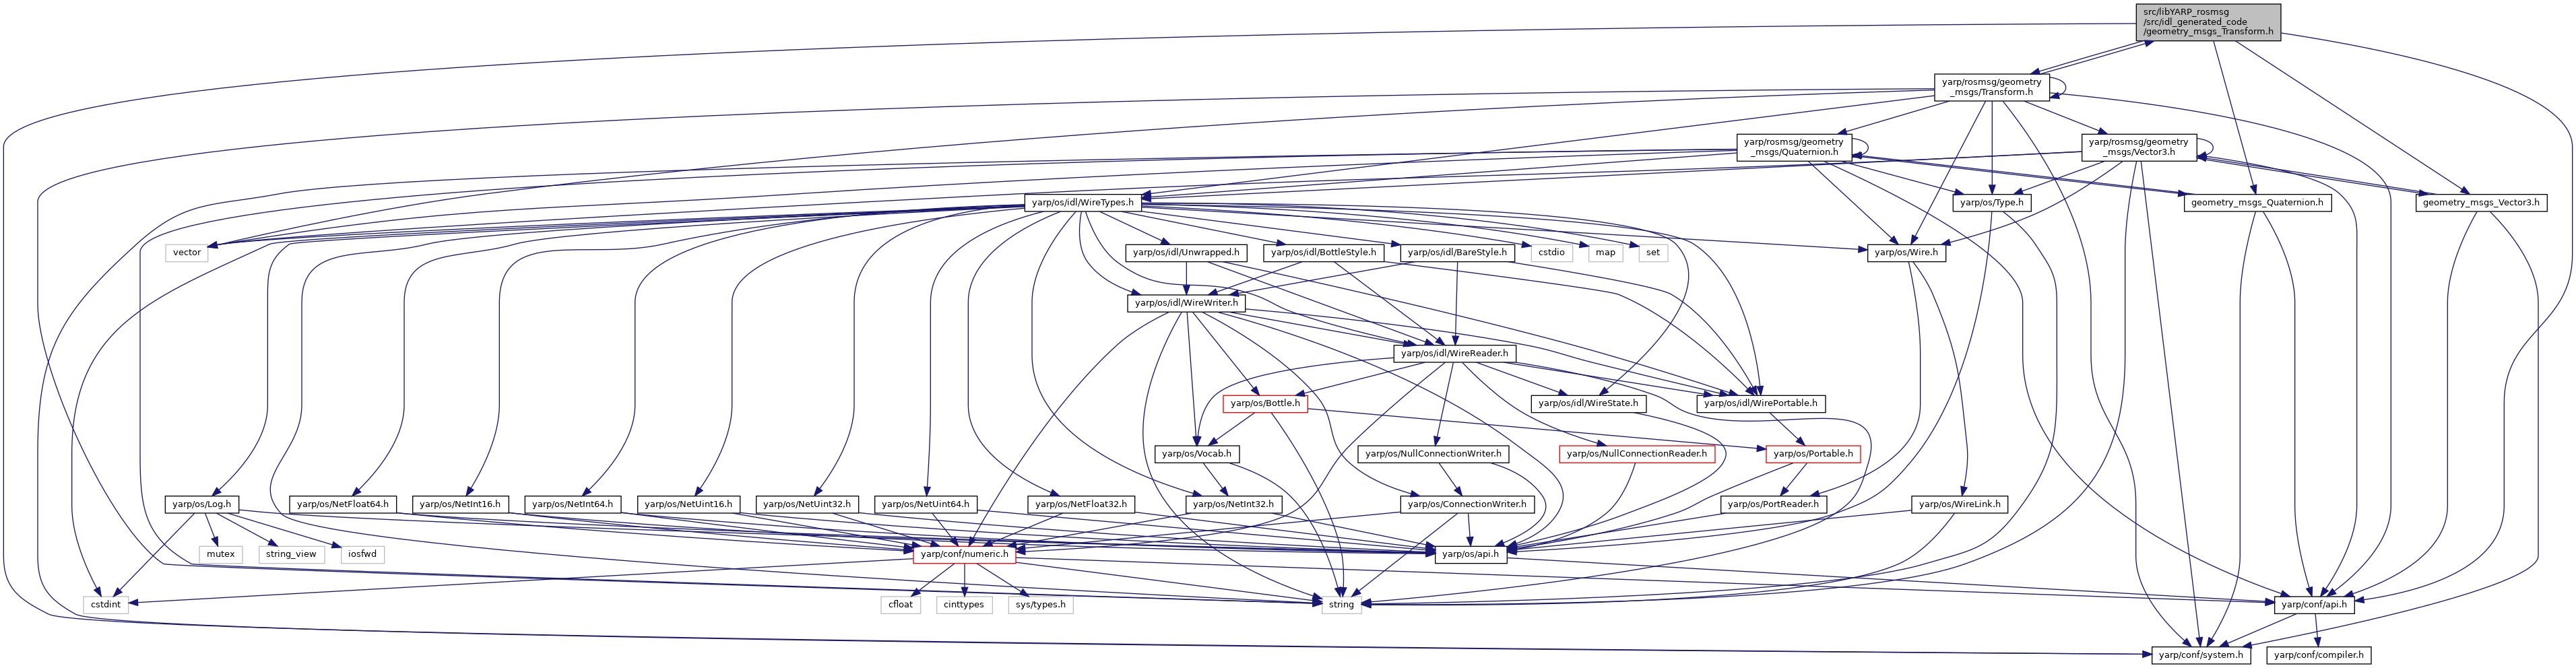 src/libYARP_rosmsg
/src/idl_generated_code
/geometry_msgs_Transform.h
yarp/rosmsg/geometry
_msgs/Transform.h
yarp/rosmsg/geometry
_msgs/Quaternion.h
yarp/rosmsg/geometry
_msgs/Vector3.h
yarp/os/idl/WireTypes.h
yarp/os/Type.h
geometry_msgs_Quaternion.h
geometry_msgs_Vector3.h
vector
yarp/os/idl/Unwrapped.h
yarp/os/idl/BottleStyle.h
yarp/os/idl/BareStyle.h
cstdio
map
set
yarp/os/Wire.h
yarp/os/idl/WireWriter.h
yarp/os/idl/WireReader.h
yarp/os/Bottle.h
yarp/os/idl/WireState.h
yarp/os/idl/WirePortable.h
yarp/os/Vocab.h
yarp/os/NullConnectionWriter.h
yarp/os/NullConnectionReader.h
yarp/os/Portable.h
yarp/os/Log.h
yarp/os/NetFloat64.h
yarp/os/NetInt16.h
yarp/os/NetInt64.h
yarp/os/NetUint16.h
yarp/os/NetUint32.h
yarp/os/NetUint64.h
yarp/os/NetFloat32.h
yarp/os/NetInt32.h
yarp/os/ConnectionWriter.h
yarp/os/PortReader.h
yarp/os/WireLink.h
mutex
string_view
iosfwd
yarp/conf/numeric.h
yarp/os/api.h
cstdint
cfloat
cinttypes
sys/types.h
string
yarp/conf/api.h
yarp/conf/system.h
yarp/conf/compiler.h